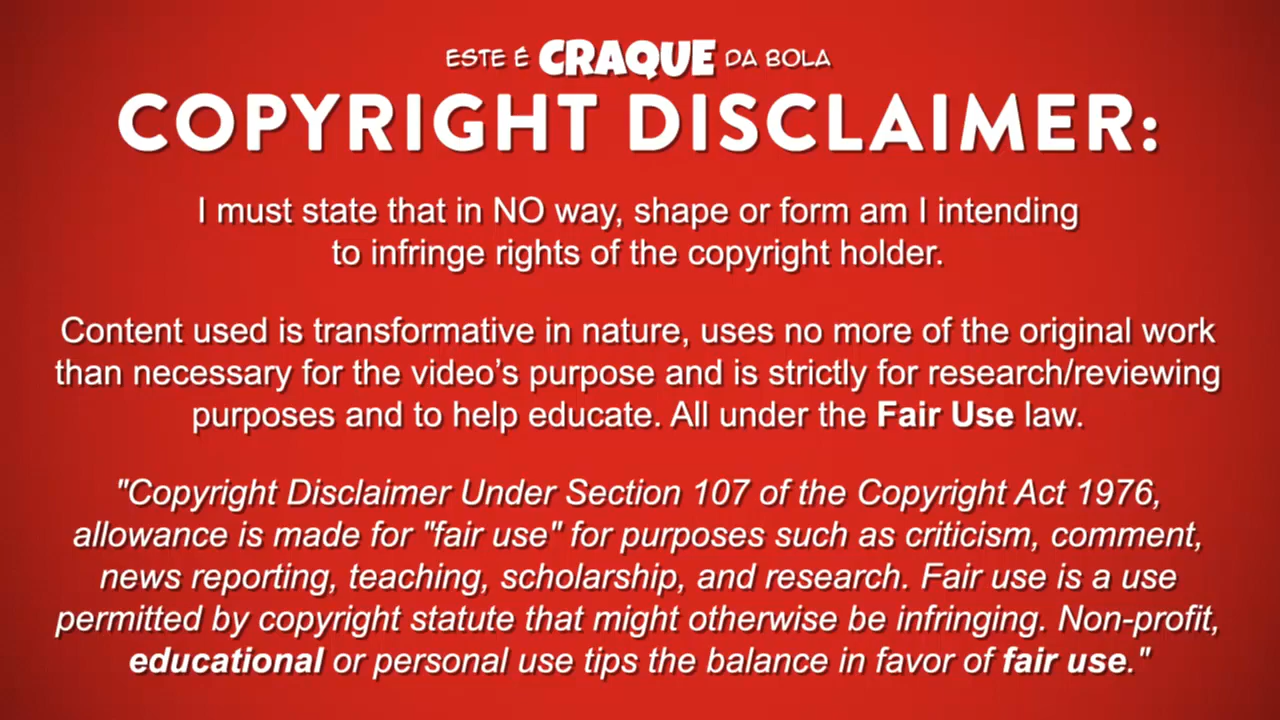 ESTE É CRAQUE DA BOLA
COPYRIGHT DISCLAIMER:
I must state that in NO way, shape or form am I intending
to infringe rights of the copyright holder.
Content used is transformative in nature, uses no more of the original work
than necessary for the video’s purpose and is strictly for research/reviewing
purposes and to help educate. All under the Fair Use law.
"Copyright Disclaimer Under Section 107 of the Copyright Act 1976,
allowance is made for "fair use" for purposes such as criticism, comment,
news reporting, teaching, scholarship, and research. Fair use is a use
permitted by copyright statute that might otherwise be infringing. Non-profit,
educational or personal use tips the balance in favor of fair use."